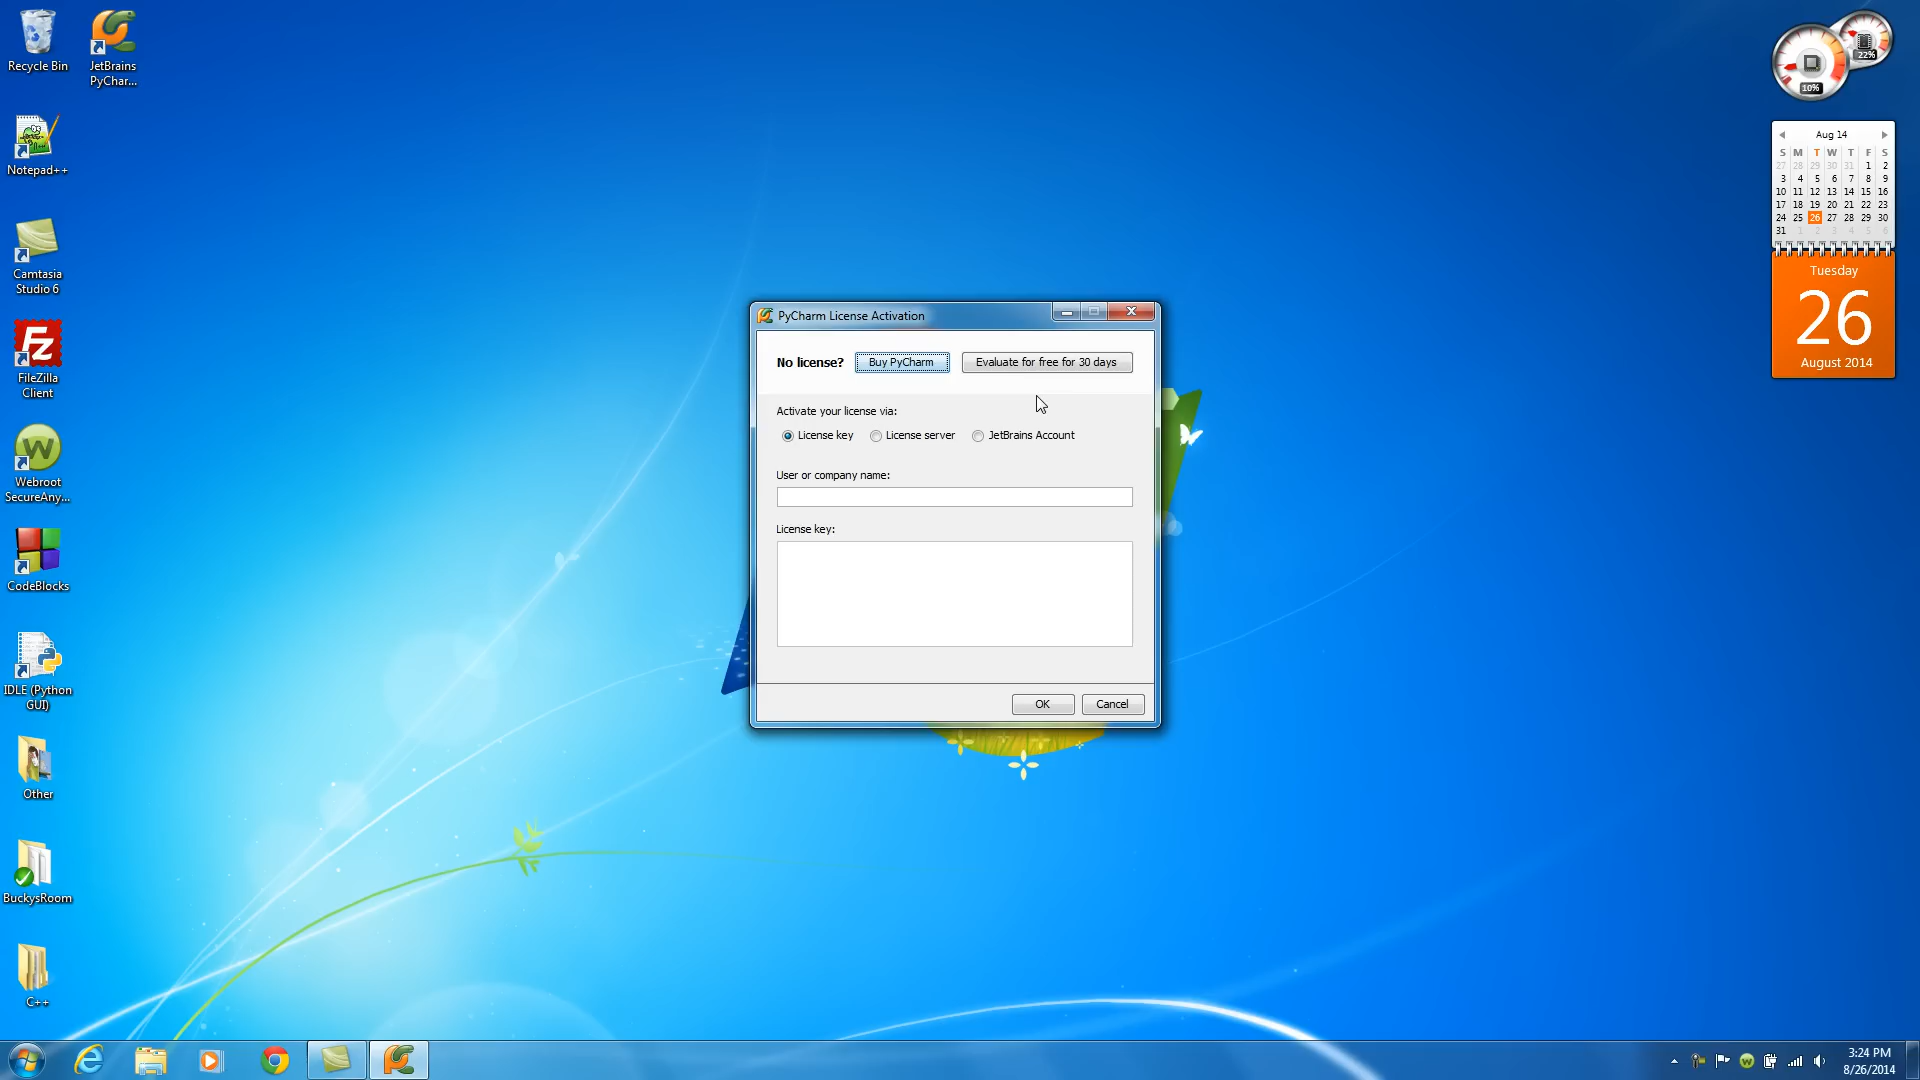 Recycle Bin
JetBrains
PyChar...
Notepad++
Camtasia
Studio 6
FileZilla
Client
Webroot
SecureAny...
CodeBlocks
IDLE (Python
GUI)
Other
BuckysRoom
C++
PyCharm License Activation
No license? Buy PyCharm Evaluate for free for 30 days
Activate your license via:
License key License server JetBrains Account
User or company name:
License key:
OK Cancel
22%
10%
Aug 14
S M T W T F S
27 28 29 30 31 1 2
3 4 5 6 7 8 9
10 11 12 13 14 15 16
17 18 19 20 21 22 23
24 25 26 27 28 29 30
31 1 2 3 4 5 6
Tuesday
26
August 2014
3:24 PM
8/26/2014